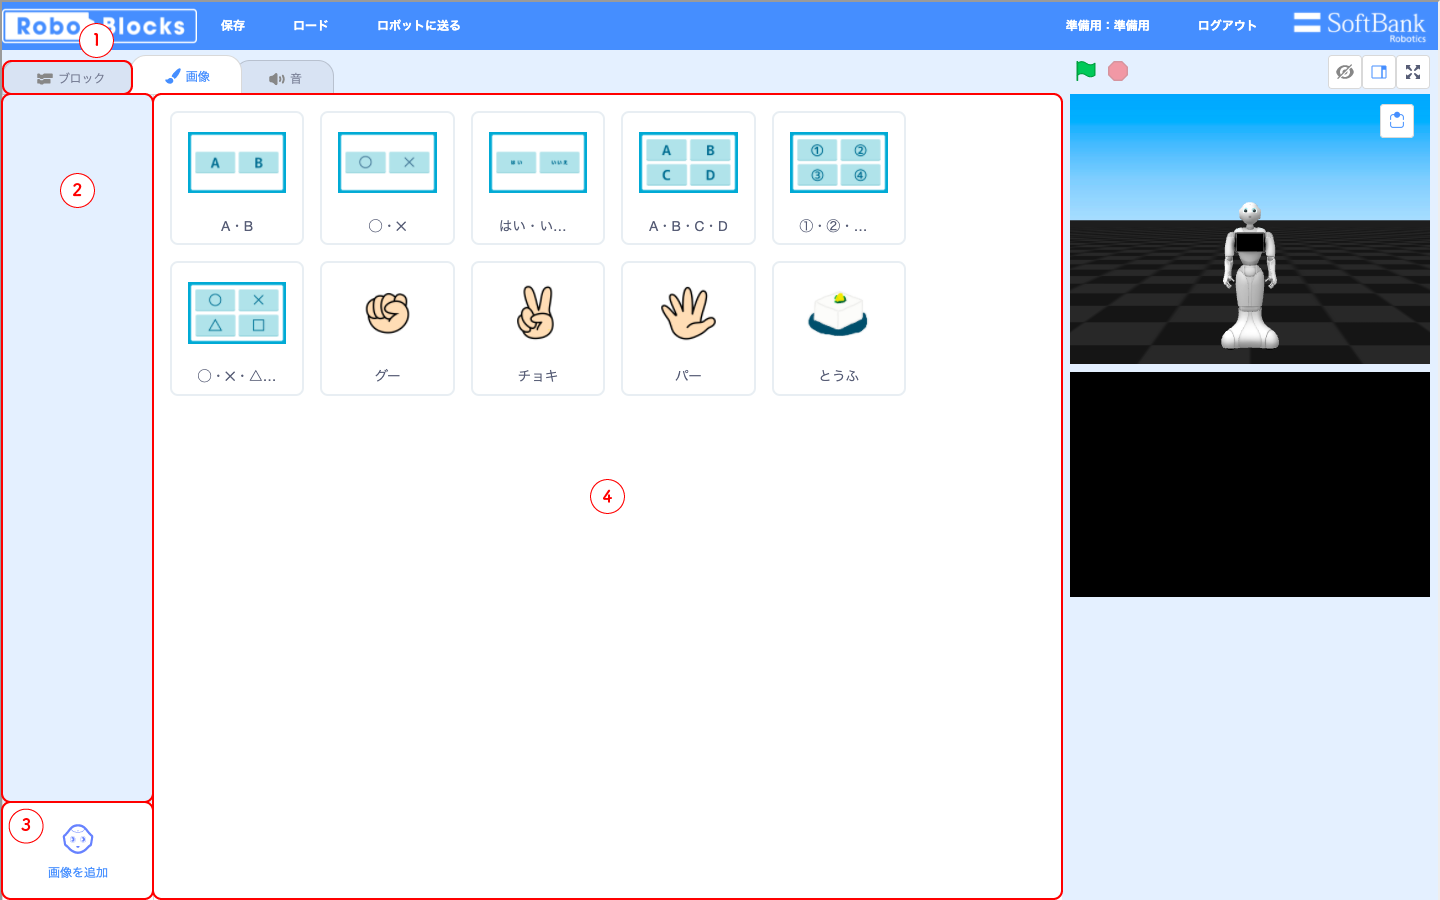 Robo Blocks
保存
ロード
ロボットに送る
準備用：準備用
ログアウト
SoftBank
Robotics
1
ブロック
画像
音
2
A B
A・B
○ ×
○・×
はい いいえ
はい・い...
A B
C D
A・B・C・D
① ②
③ ④
①・②・...
○ ×
△ □
○・×・△...
グー
チョキ
パー
とうふ
4
3
画像を追加